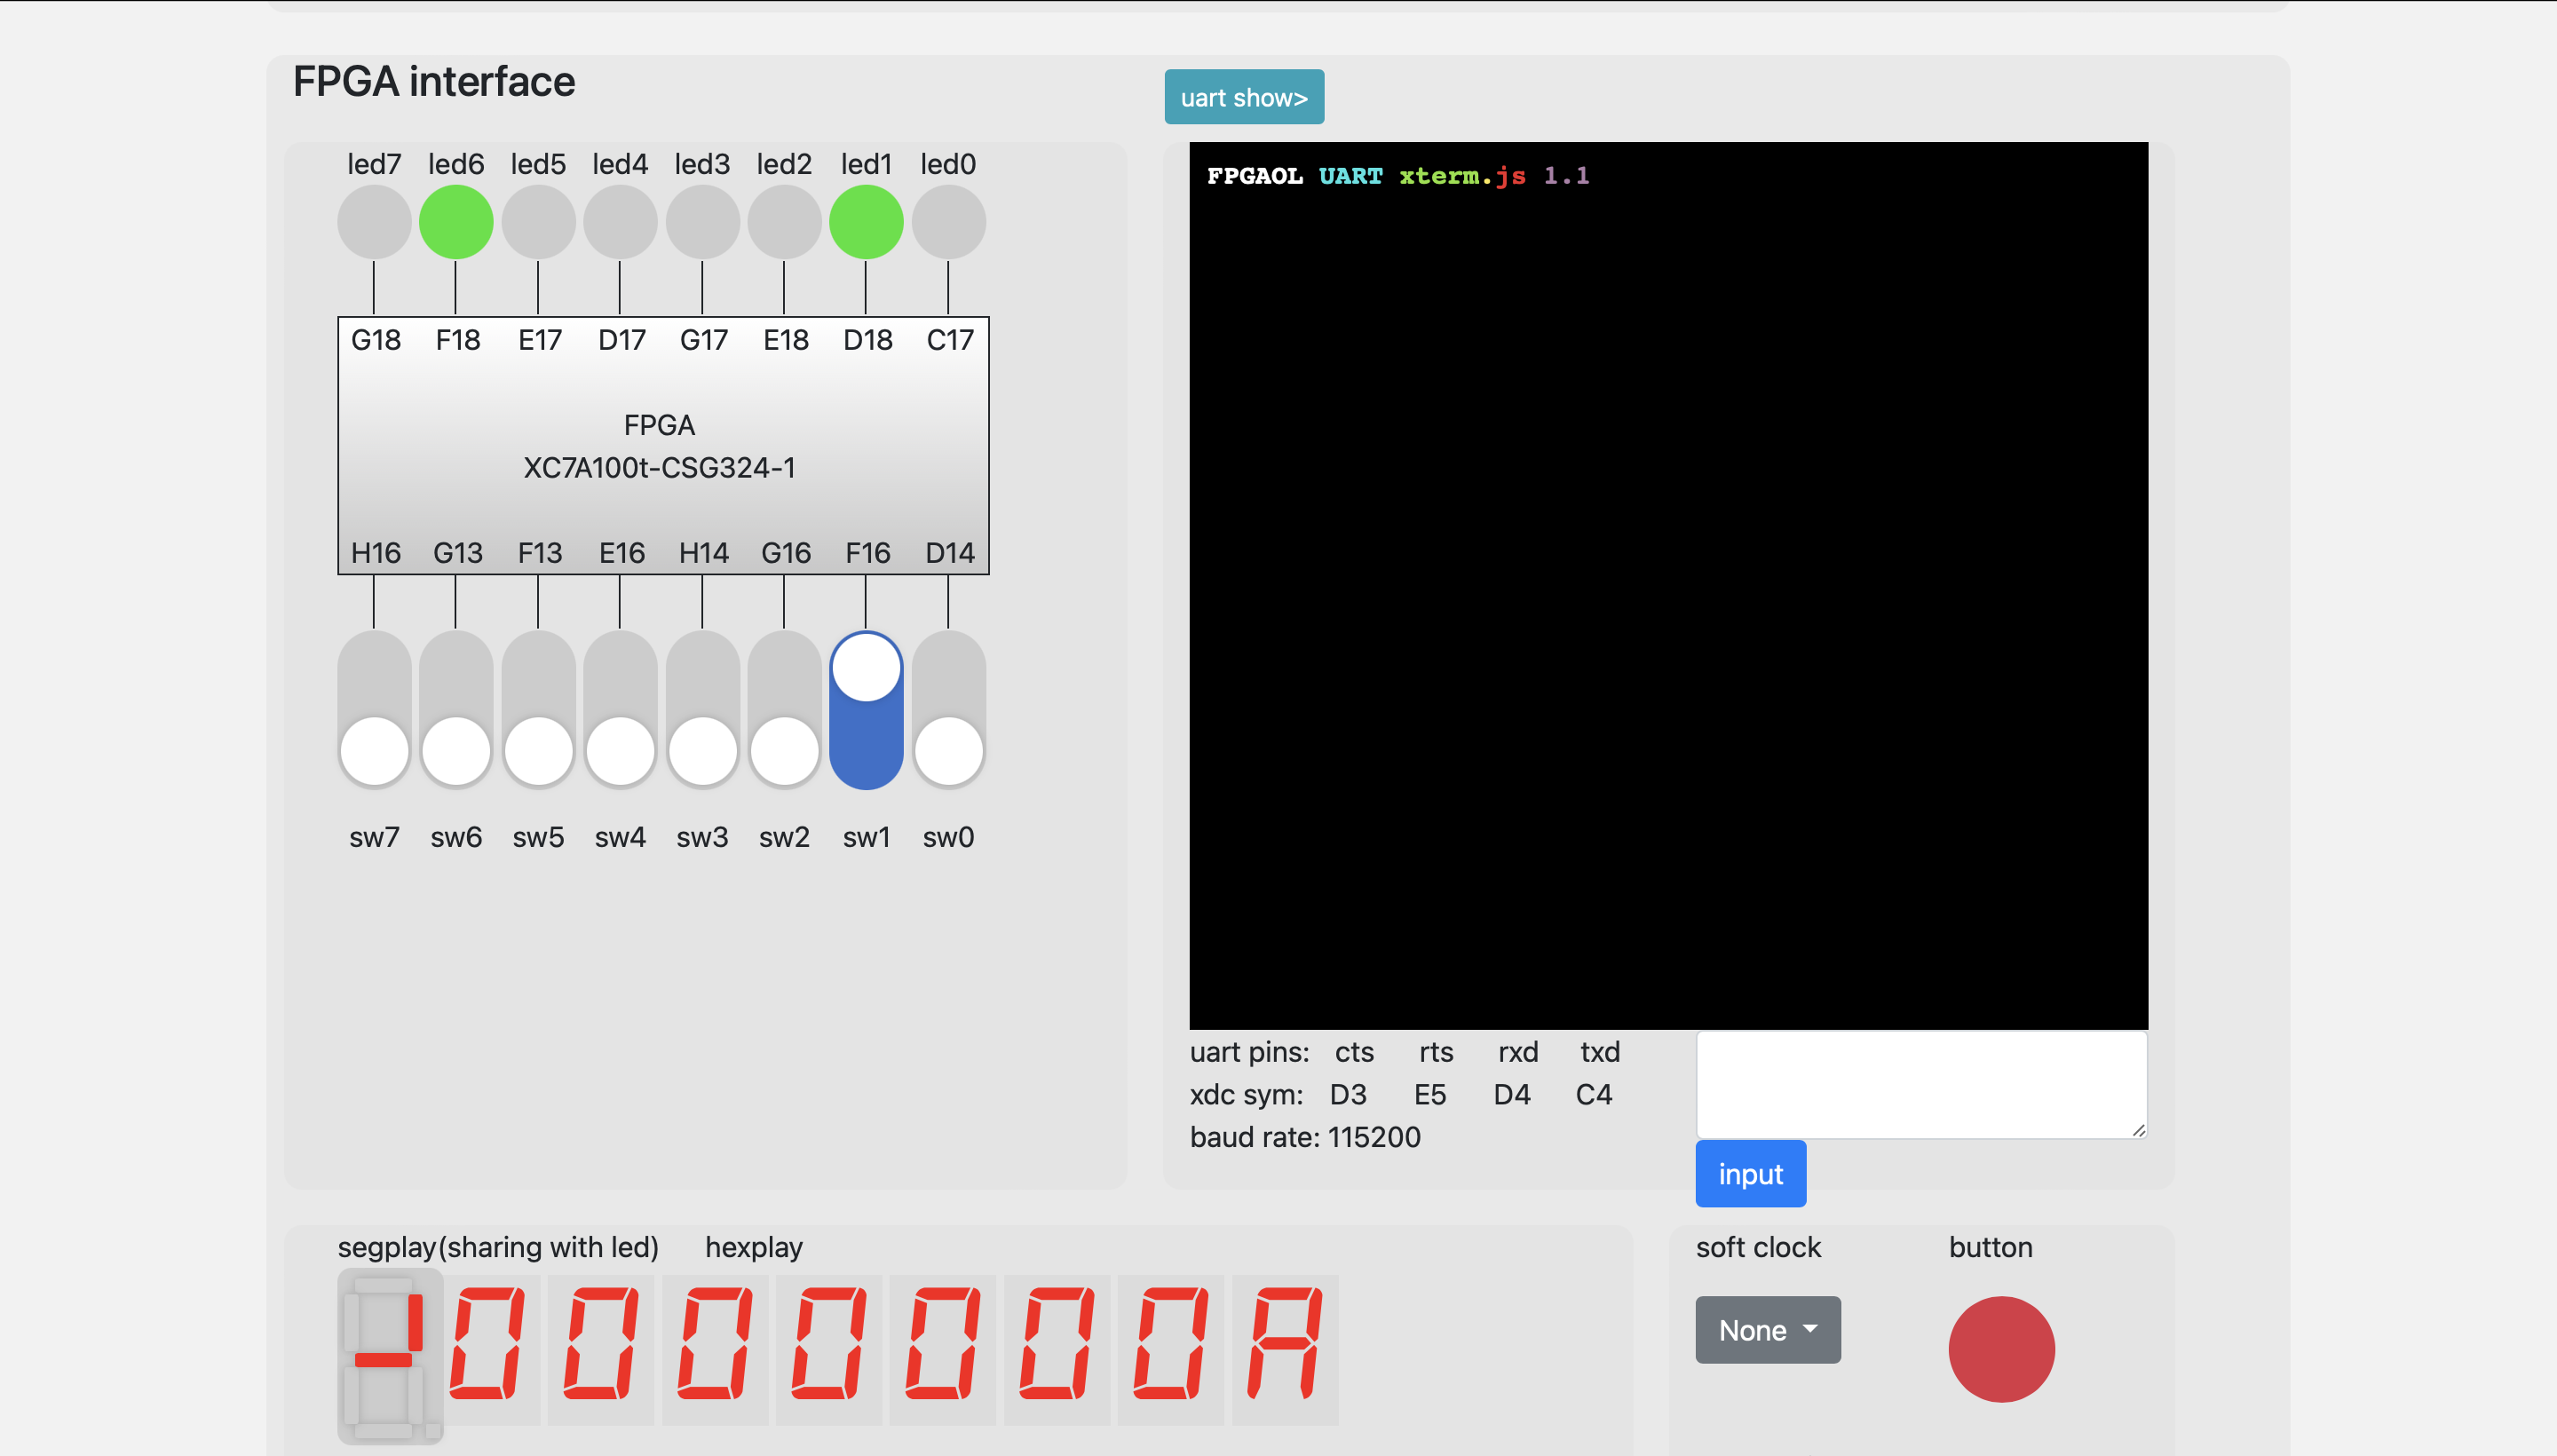 FPGA interface
uart show>
led7 led6 led5 led4 led3 led2 led1 led0
G18 F18 E17 D17 G17 E18 D18 C17
FPGA
XC7A100t-CSG324-1
H16 G13 F13 E16 H14 G16 F16 D14
sw7 sw6 sw5 sw4 sw3 sw2 sw1 sw0
FPGAOL UART xterm.js 1.1
uart pins: cts rts rxd txd
xdc sym: D3 E5 D4 C4
baud rate: 115200
input
segplay(sharing with led) hexplay
0000000A
soft clock button
None